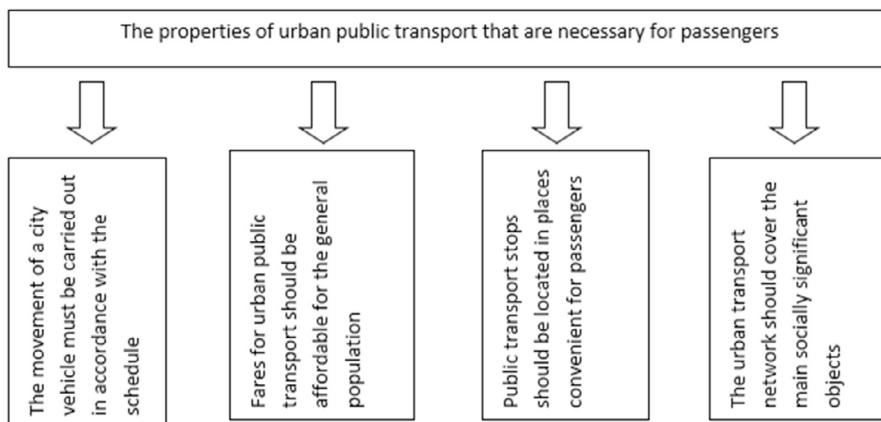 The properties of urban public transport that are necessary for passengers
The movement of a city
vehicle must be carried out
in accordance with the
schedule
Fares for urban public
transport should be
affordable for the general
population
Public transport stops
should be located in places
convenient for passengers
The urban transport
network should cover the
main socially significant
objects